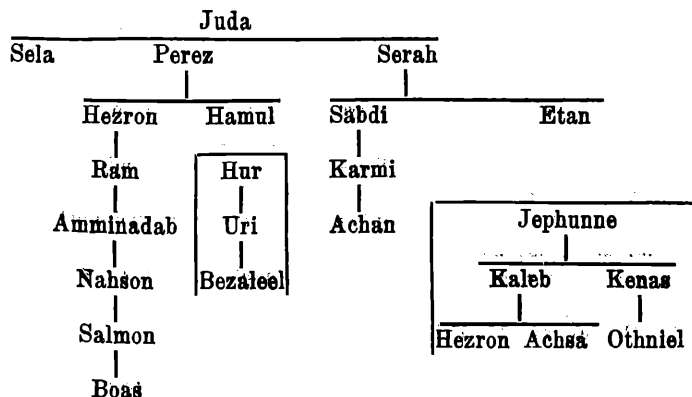 Juda
Sela Perez Serah
Hezron Hamul Sabdi Etan
Ram Hur Karmi
Amminadab Uri Achan Jephunne
Nahson Bezaleel Kaleb Kenas
Salmon Hezron Achsa Othniel
Boas